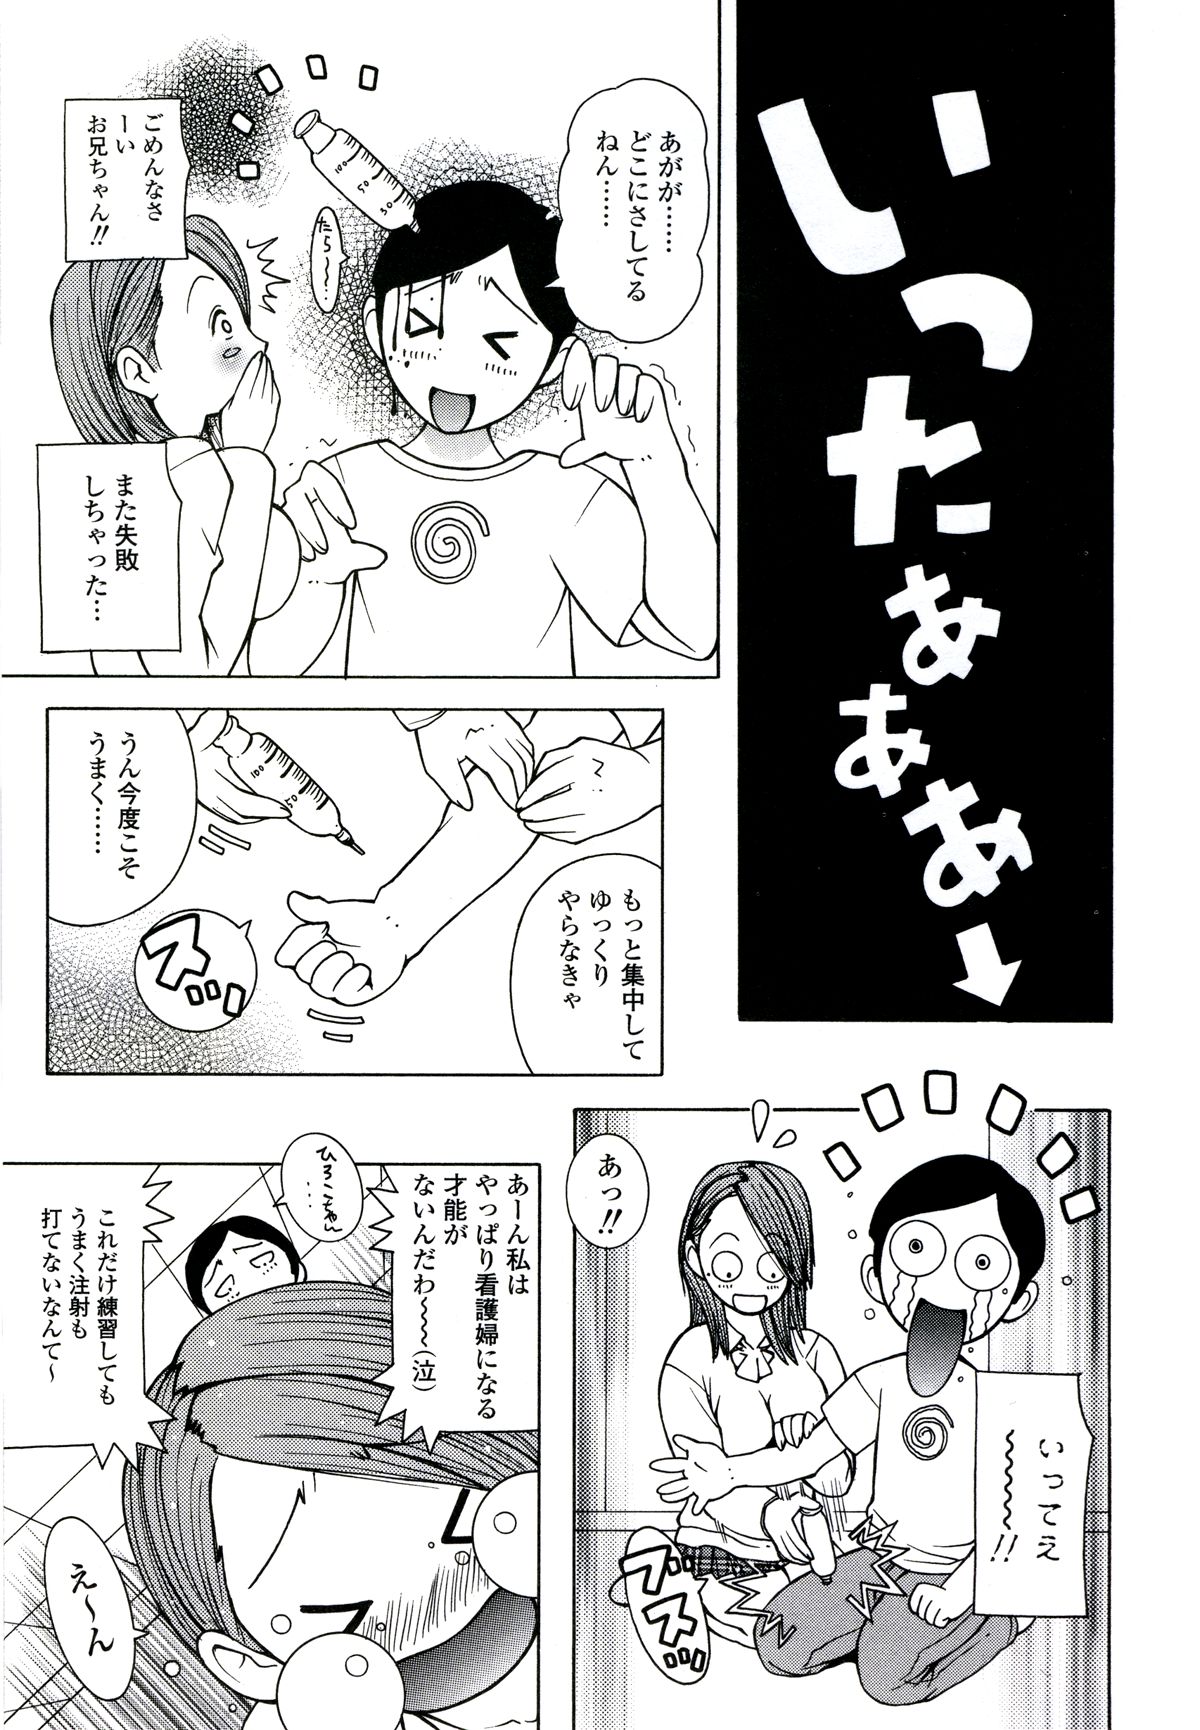 いったぁぁぁあ
あがが……
どこにさしてる
ねん……
たら〜〜…
ごめんなさ
ーい
お兄ちゃん!!
また失敗
しちゃった…
もっと集中して
ゆっくり
やらなきゃ
うん今度こそ
うまく……
ズッ
いってえ
〜〜〜〜!!
あっ!!
ブスッ
あーん私は
やっぱり看護婦になる
才能が
ないんだわ〜〜〜(泣)
ひろこちゃん
…
これだけ練習しても
うまく注射も
打てないなんて〜
え〜ん